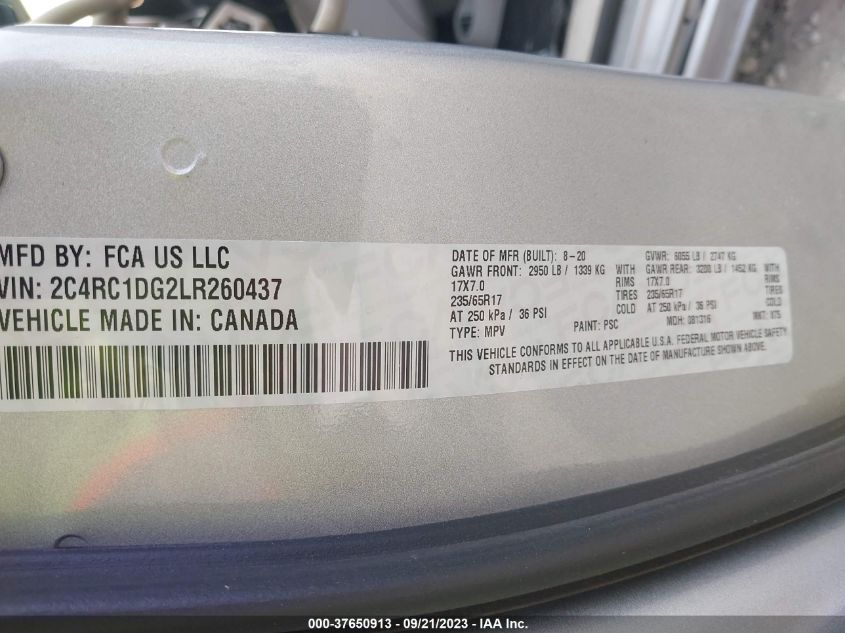 MFD BY: FCA US LLC
VIN: 2C4RC1DG2LR260437
VEHICLE MADE IN: CANADA
DATE OF MFR (BUILT): 8-20 GVWR: 6055 LB / 2747 KG
GAWR FRONT: 2950 LB / 1339 KG GAWR REAR: 3200 LB / 1452 KG
17X7.0 RIMS 17X7.0 RIMS
235/65R17 TIRES 235/65R17 TIRES
AT 250 kPa / 36 PSI COLD AT 250 kPa / 36 PSI COLD
TYPE: MPV PAINT: PSC MDH: 081316
THIS VEHICLE CONFORMS TO ALL APPLICABLE U.S.A. FEDERAL MOTOR VEHICLE SAFETY
STANDARDS IN EFFECT ON THE DATE OF MANUFACTURE SHOWN ABOVE.
000-37650913 - 09/21/2023 - IAA Inc.